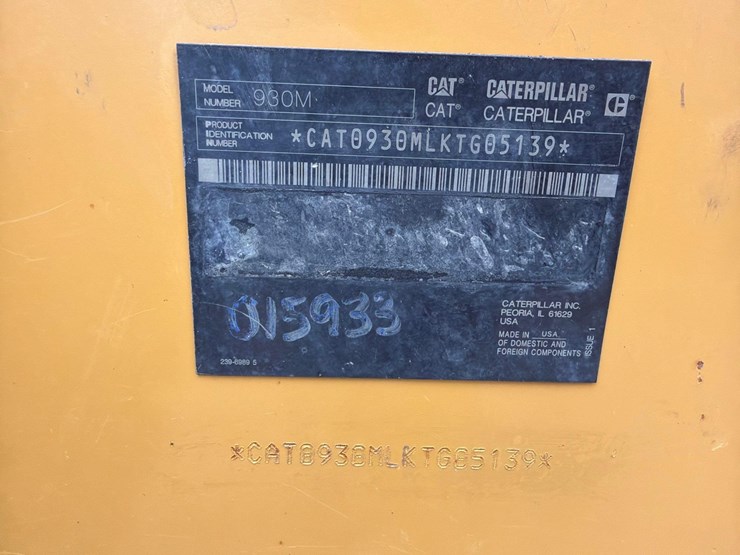 MODEL NUMBER 930M
CAT® CATERPILLAR®
CAT® CATERPILLAR®
PRODUCT IDENTIFICATION NUMBER *CAT0930MLKTG05139*
015933
CATERPILLAR INC.
PEORIA, IL 61629
USA
MADE IN USA
OF DOMESTIC AND
FOREIGN COMPONENTS
ISSUE 1
239-6989 5
*CAT0930MLKTG05139*